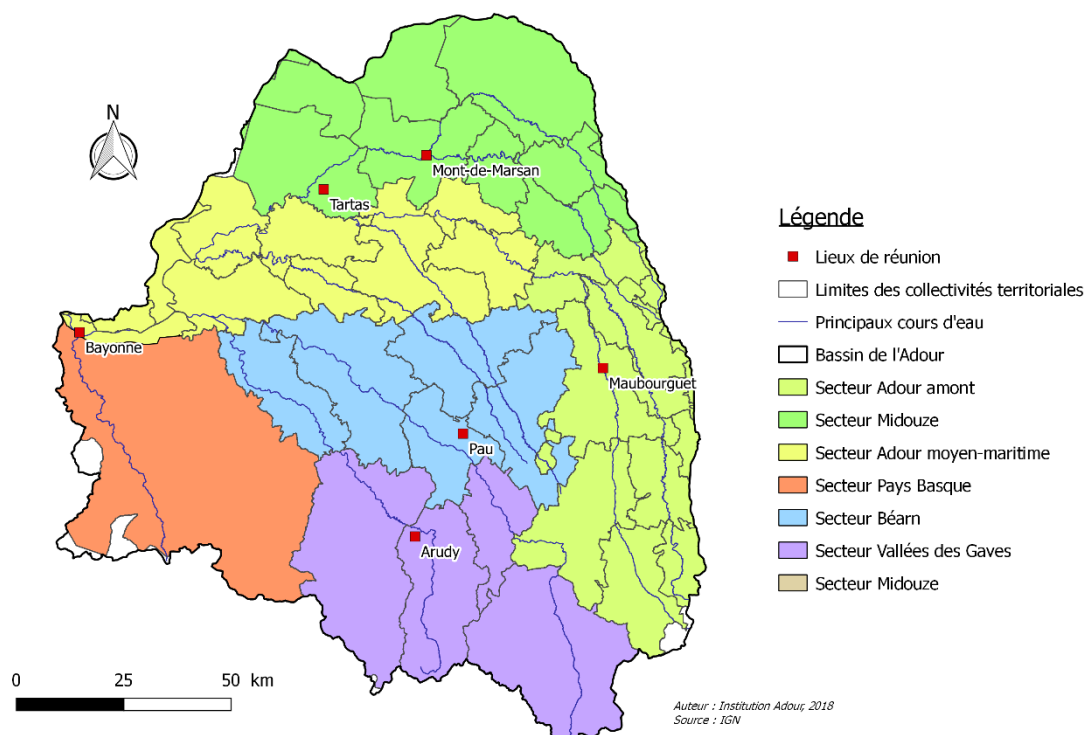 N
Mont-de-Marsan
Tartas
Bayonne
Maubourguet
Pau
Arudy
Légende
Lieux de réunion
Limites des collectivités territoriales
Principaux cours d'eau
Bassin de l'Adour
Secteur Adour amont
Secteur Midouze
Secteur Adour moyen-maritime
Secteur Pays Basque
Secteur Béarn
Secteur Vallées des Gaves
Secteur Midouze
0 25 50 km
Auteur : Institution Adour, 2018
Source : IGN